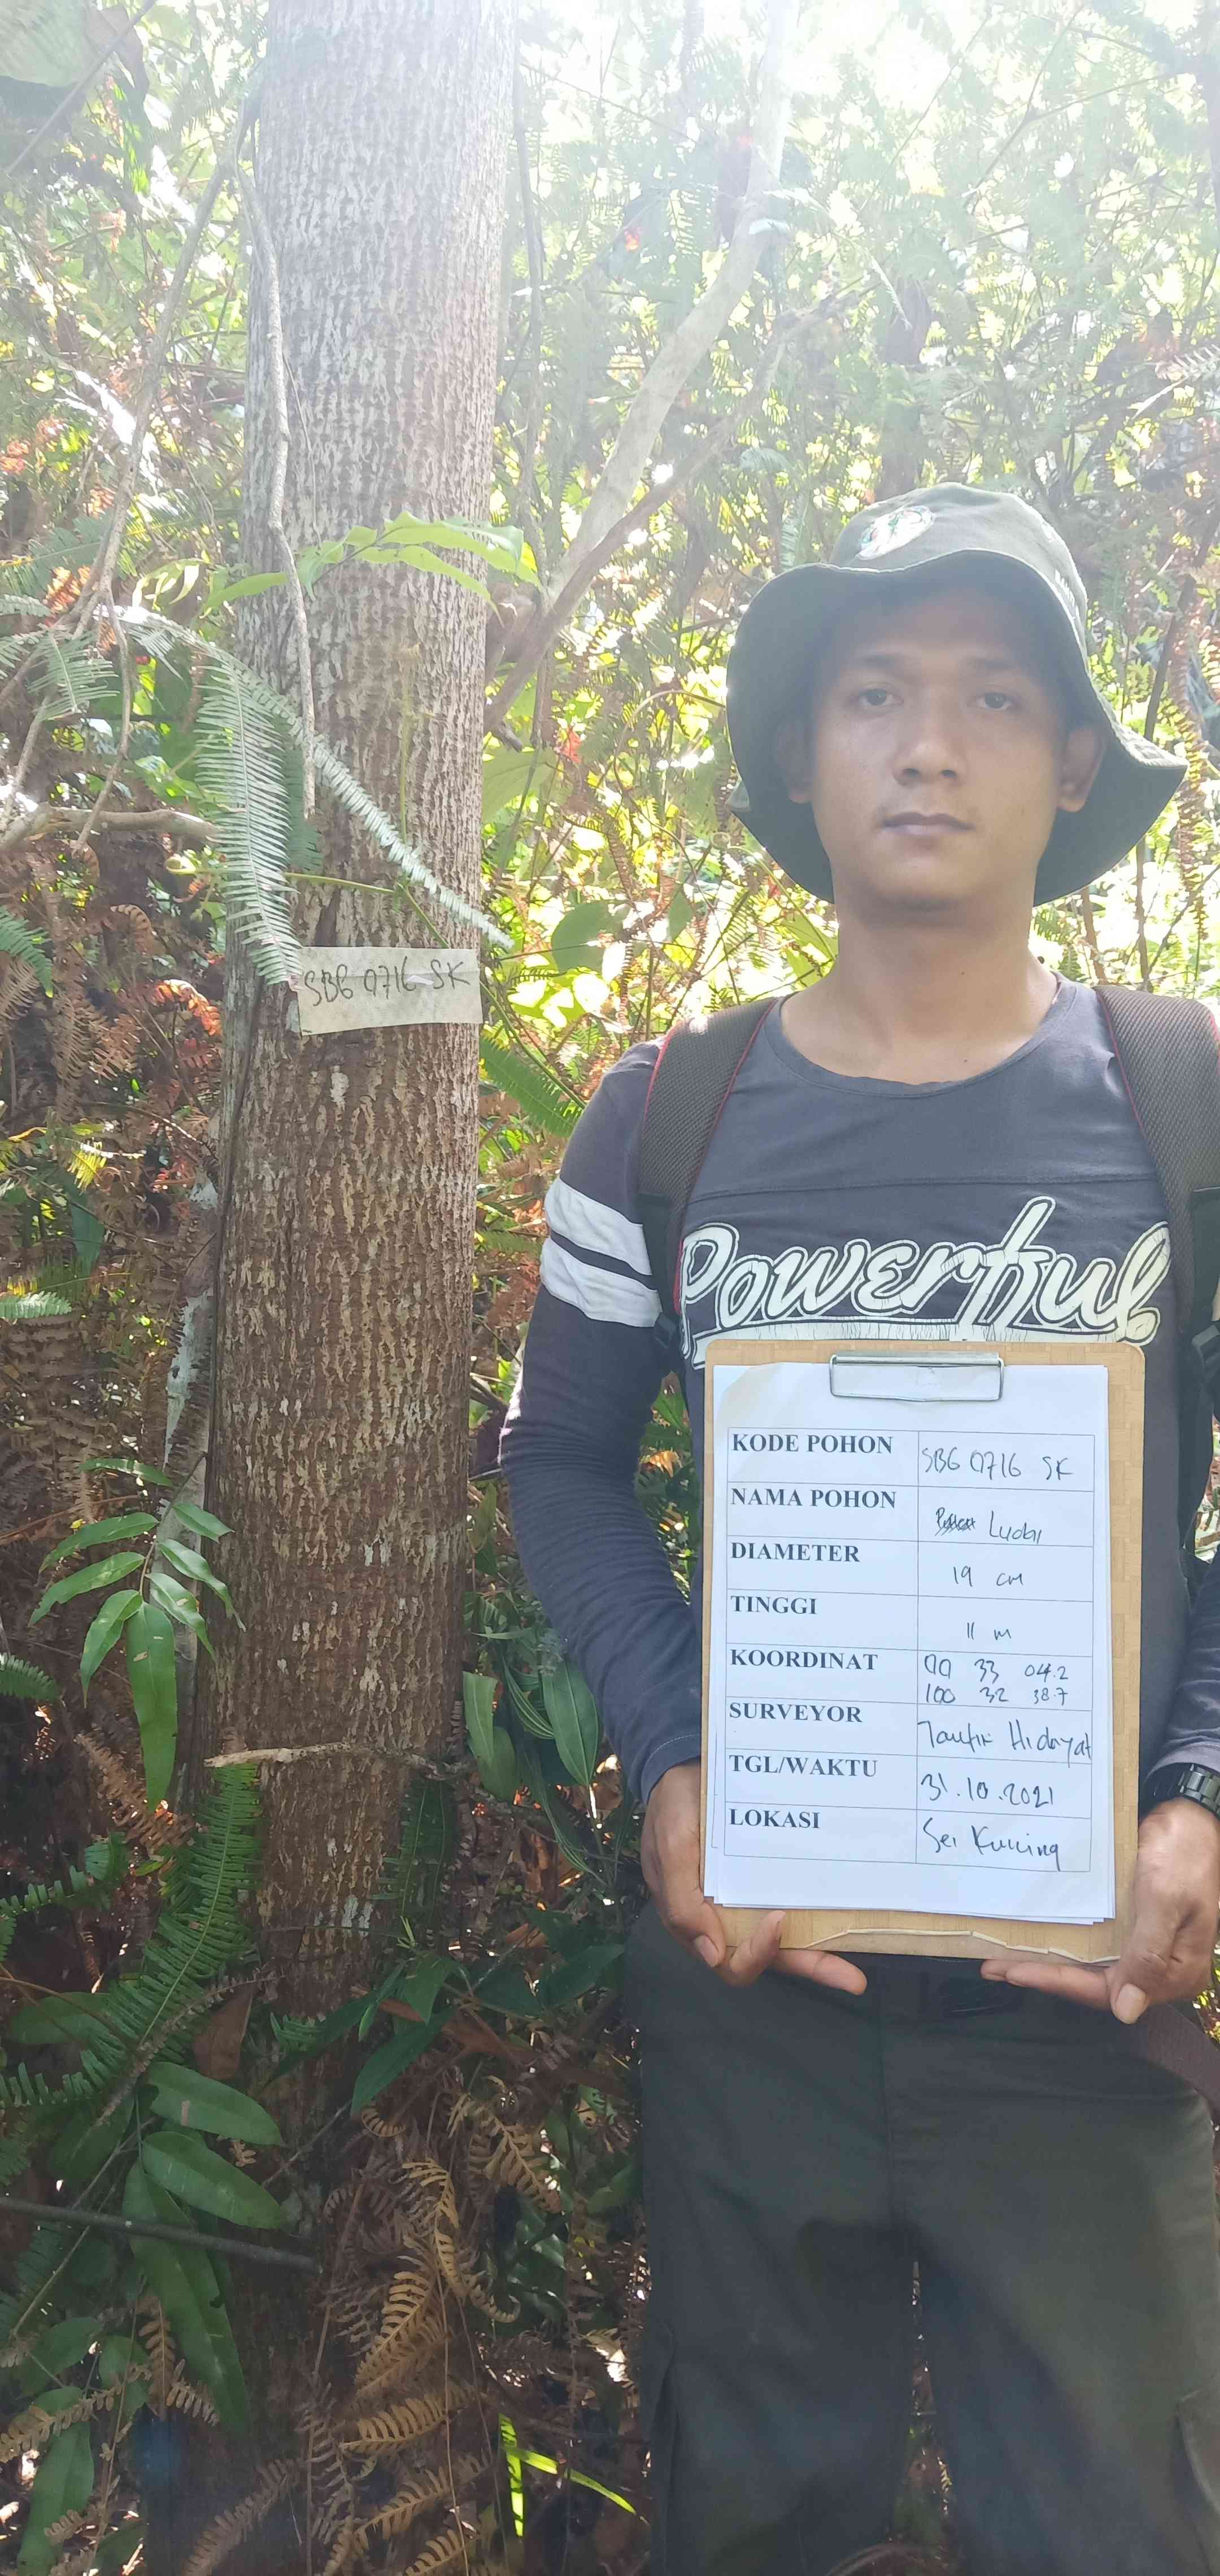 SBG 0716 SK
Powerful
KODE POHON SBG 0716 SK
NAMA POHON Ludai
DIAMETER 19 cm
TINGGI 11 m
KOORDINAT 00 33 04.2
100 32 38.7
SURVEYOR Taufik Hidayat
TGL/WAKTU 31.10.2021
LOKASI Sei Kuning